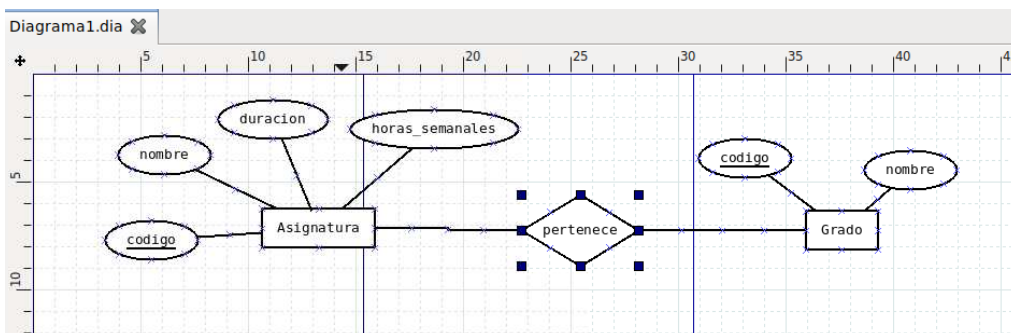 Diagrama1.dia
5 10 15 20 25 30 35 40 45
5
10
duracion
horas_semanales
nombre
codigo
nombre
Asignatura
pertenece
Grado
codigo